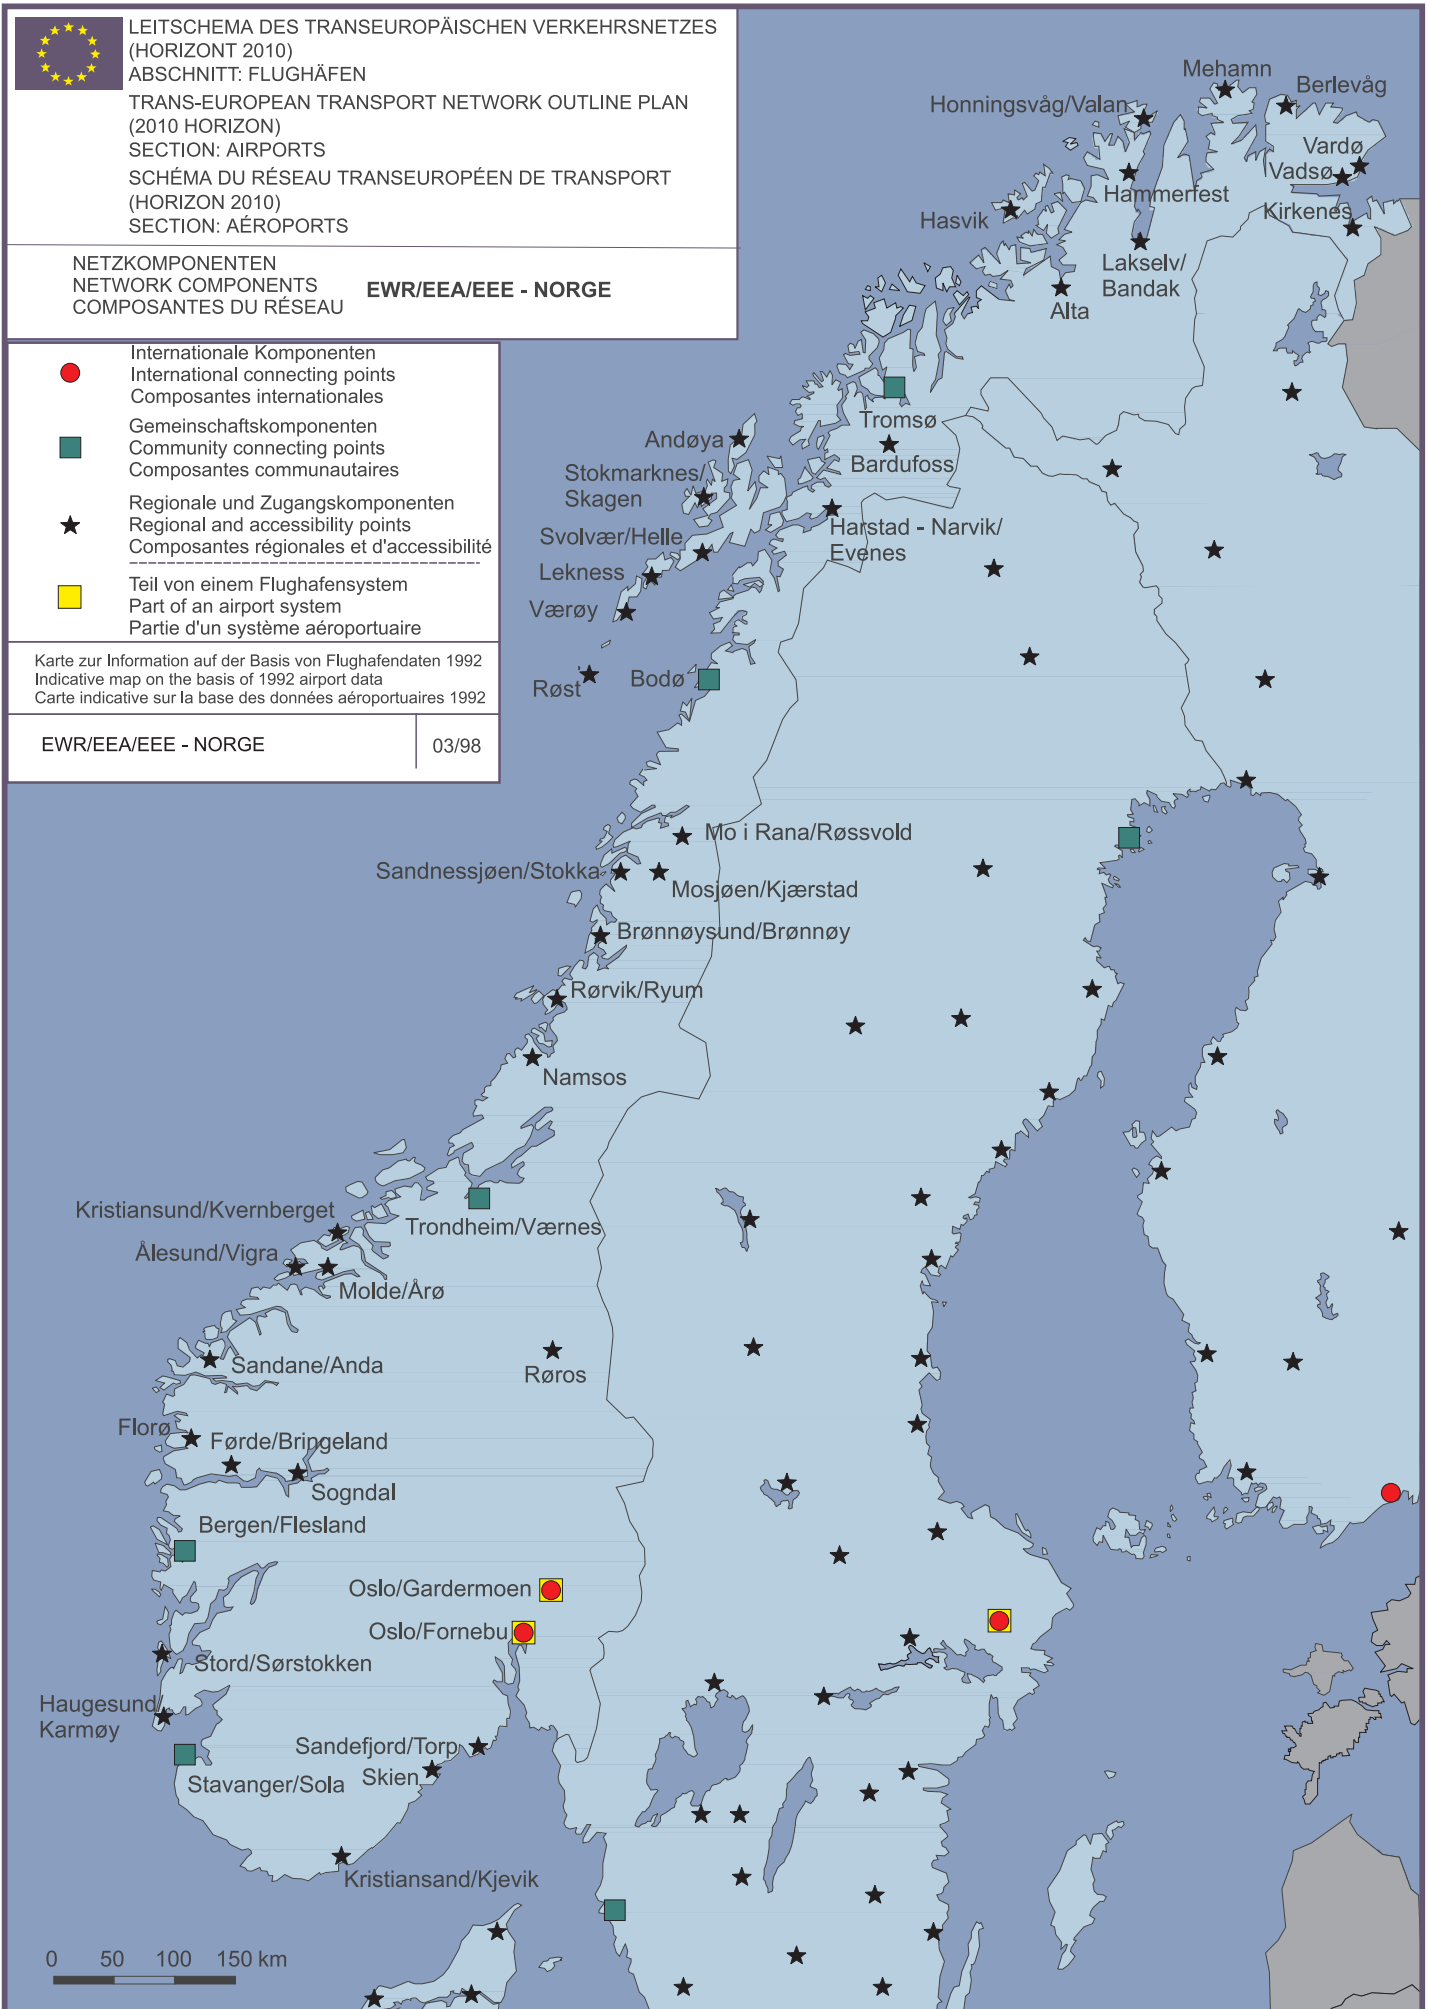 LEITSCHEMA DES TRANSEUROPÄISCHEN VERKEHRSNETZES
(HORIZONT 2010)
ABSCHNITT: FLUGHÄFEN
TRANS-EUROPEAN TRANSPORT NETWORK OUTLINE PLAN
(2010 HORIZON)
SECTION: AIRPORTS
SCHÉMA DU RÉSEAU TRANSEUROPÉEN DE TRANSPORT
(HORIZON 2010)
SECTION: AÉROPORTS
NETZKOMPONENTEN
NETWORK COMPONENTS
COMPOSANTES DU RÉSEAU
EWR/EEA/EEE - NORGE
Internationale Komponenten
International connecting points
Composantes internationales
Gemeinschaftskomponenten
Community connecting points
Composantes communautaires
Regionale und Zugangskomponenten
Regional and accessibility points
Composantes régionales et d'accessibilité
Teil von einem Flughafensystem
Part of an airport system
Partie d'un système aéroportuaire
Karte zur Information auf der Basis von Flughafendaten 1992
Indicative map on the basis of 1992 airport data
Carte indicative sur la base des données aéroportuaires 1992
EWR/EEA/EEE - NORGE
03/98
Mehamn
Berlevåg
Honningsvåg/Valan
Vardø
Vadsø
Hammerfest
Kirkenes
Hasvik
Lakselv/
Bandak
Alta
Tromsø
Andøya
Bardufoss
Stokmarknes/
Skagen
Harstad - Narvik/
Evenes
Svolvær/Helle
Lekness
Værøy
Røst
Bodø
Mo i Rana/Røssvold
Sandnessjøen/Stokka
Mosjøen/Kjærstad
Brønnøysund/Brønnøy
Rørvik/Ryum
Namsos
Kristiansund/Kvernberget
Trondheim/Værnes
Ålesund/Vigra
Molde/Årø
Sandane/Anda
Røros
Florø
Førde/Bringeland
Sogndal
Bergen/Flesland
Oslo/Gardermoen
Oslo/Fornebu
Stord/Sørstokken
Haugesund/
Karmøy
Sandefjord/Torp
Skien
Stavanger/Sola
Kristiansand/Kjevik
0 50 100 150 km